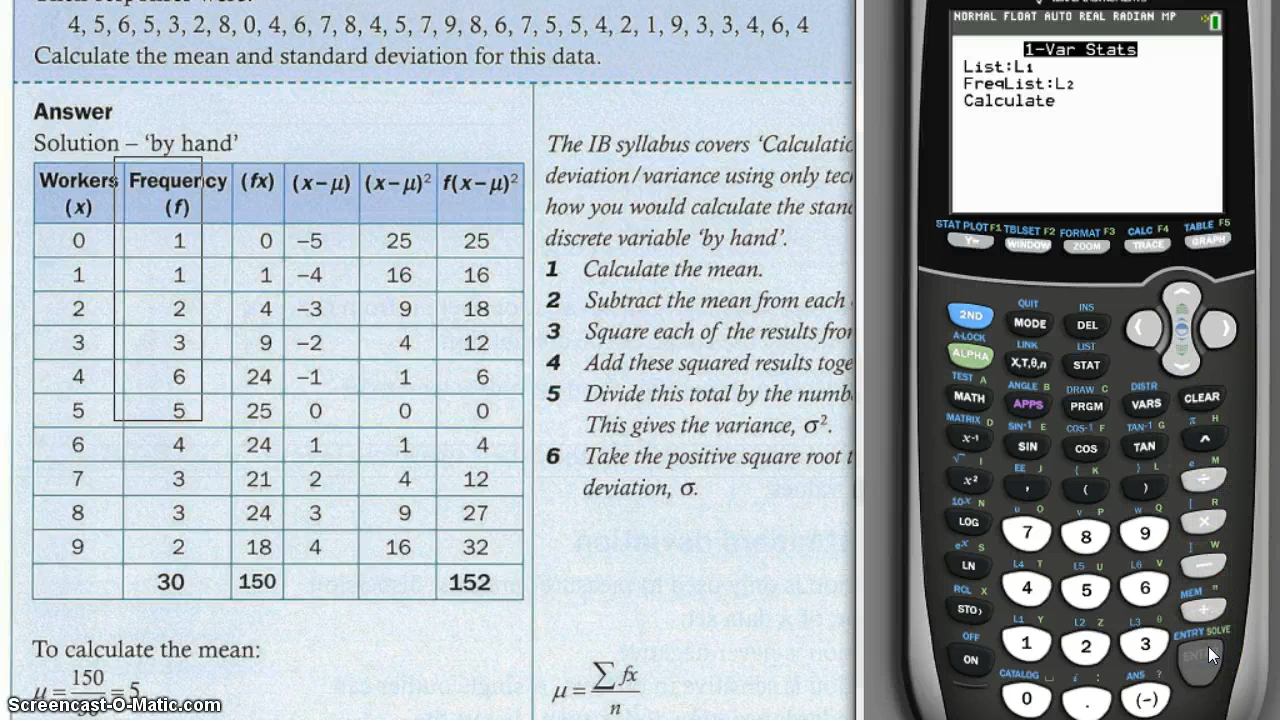 4, 5, 6, 5, 3, 2, 8, 0, 4, 6, 7, 8, 4, 5, 7, 9, 8, 6, 7, 5, 5, 4, 2, 1, 9, 3, 3, 4, 6, 4
Calculate the mean and standard deviation for this data.
Answer
Solution – ‘by hand’
Workers (x) Frequency (f) (fx) (x–μ) (x–μ)² f(x–μ)²
0 1 0 –5 25 25
1 1 1 –4 16 16
2 2 4 –3 9 18
3 3 9 –2 4 12
4 6 24 –1 1 6
5 5 25 0 0 0
6 4 24 1 1 4
7 3 21 2 4 12
8 3 24 3 9 27
9 2 18 4 16 32
30 150 152
To calculate the mean:
μ = 150 = 5
The IB syllabus covers ‘Calculatio
deviation/variance using only tec
how you would calculate the stan
discrete variable ‘by hand’.
1 Calculate the mean.
2 Subtract the mean from each
3 Square each of the results fro
4 Add these squared results toge
5 Divide this total by the numb
This gives the variance, σ².
6 Take the positive square root t
deviation, σ.
μ = ∑ fx
n
Screencast-O-Matic.com
NORMAL FLOAT AUTO REAL RADIAN MP
1-Var Stats
List:L1
FreqList:L2
Calculate
STAT PLOT F1 TBLSET F2 FORMAT F3 CALC F4 TABLE F5
Y= WINDOW ZOOM TRACE GRAPH
QUIT INS
2ND MODE DEL
A-LOCK LINK LIST
ALPHA X,T,θ,n STAT
TEST A ANGLE B DRAW C DISTR
MATH APPS PRGM VARS CLEAR
MATRIX D SIN⁻¹ E COS⁻¹ F TAN⁻¹ G π H
x⁻¹ SIN COS TAN ^
√ I EE J { K } L e M
x² , ( ) ÷
10ˣ N u O v P w Q [ R
LOG 7 8 9 ×
eˣ S L4 T L5 U L6 V ] W
LN 4 5 6 −
RCL X L1 Y L2 Z L3 θ MEM "
STO› 1 2 3 +
OFF CATALOG i : ANS ? ENTRY SOLVE
ON 0 . (-)